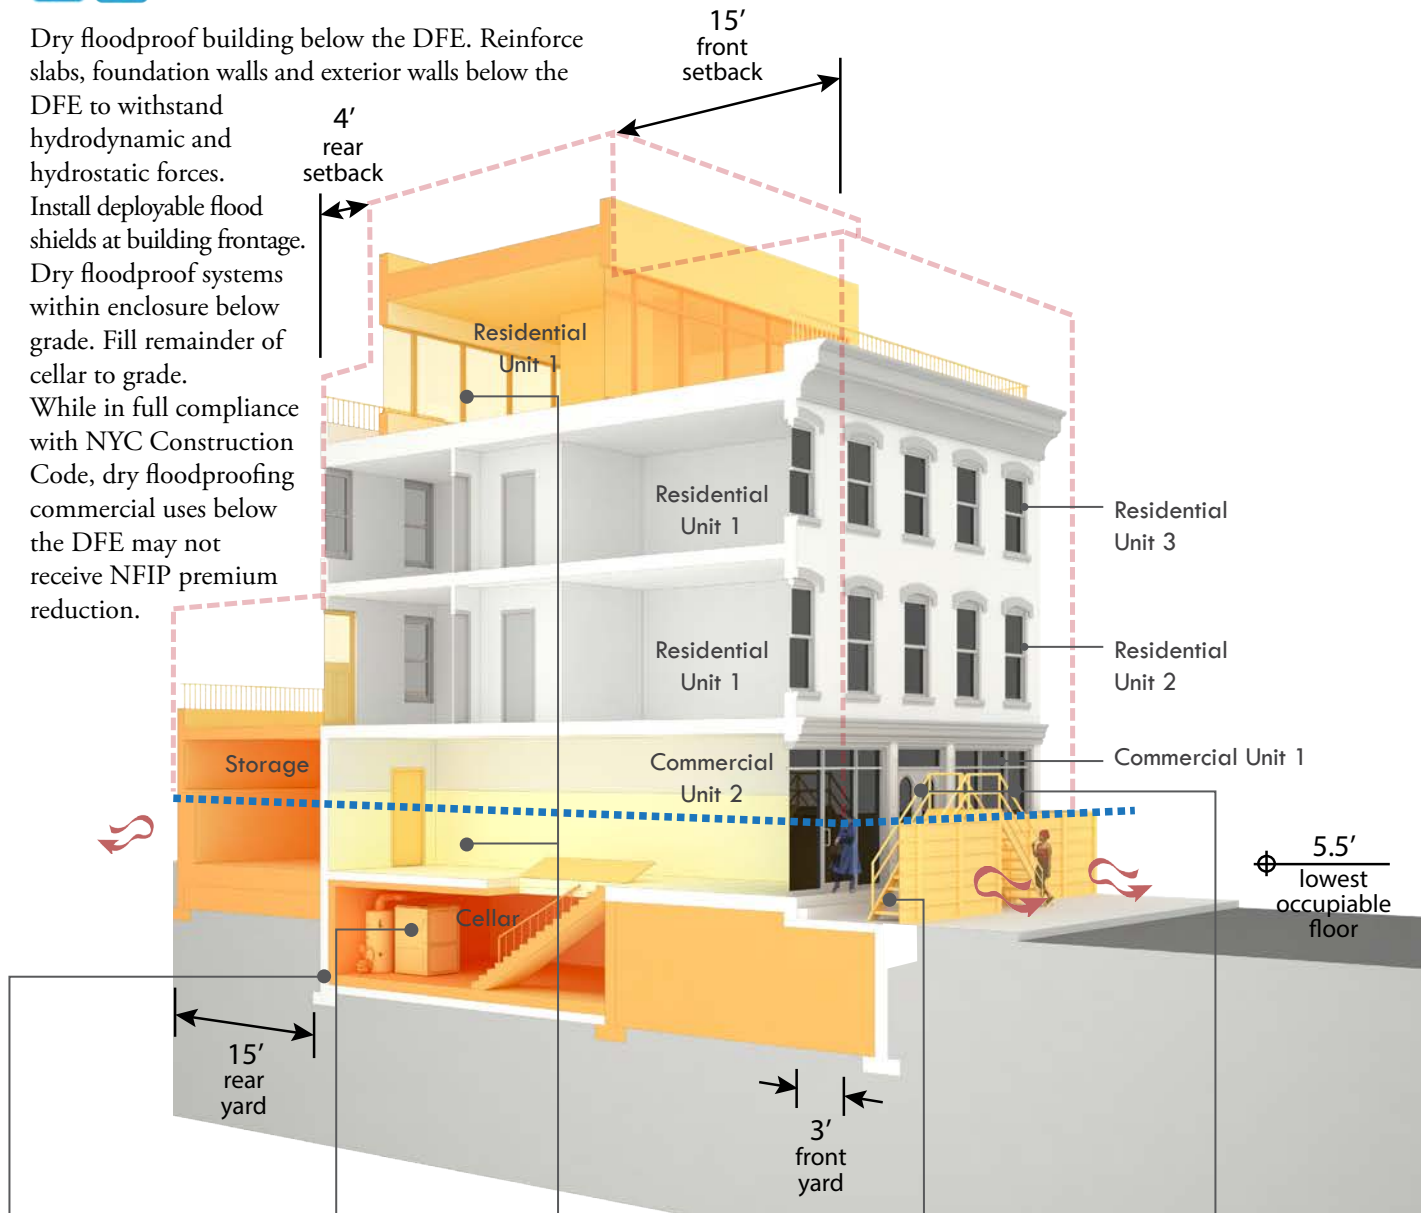 Dry floodproof building below the DFE. Reinforce
slabs, foundation walls and exterior walls below the
DFE to withstand
hydrodynamic and
hydrostatic forces.
Install deployable flood
shields at building frontage.
Dry floodproof systems
within enclosure below
grade. Fill remainder of
cellar to grade.
While in full compliance
with NYC Construction
Code, dry floodproofing
commercial uses below
the DFE may not
receive NFIP premium
reduction.
15’
front
setback
4’
rear
setback
Residential
Unit 1
Residential
Unit 1
Residential
Unit 3
Residential
Unit 1
Residential
Unit 2
Storage
Commercial
Unit 2
Commercial Unit 1
5.5’
lowest
occupiable
floor
Cellar
15’
rear
yard
3’
front
yard